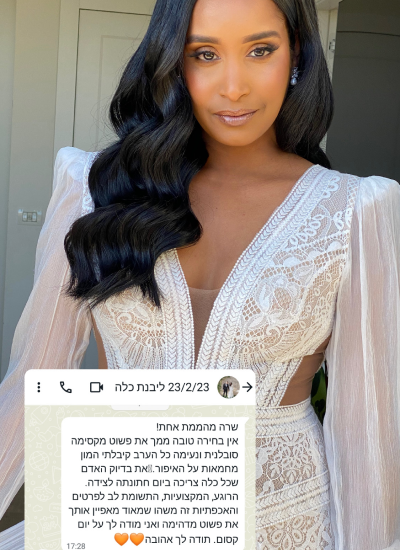 23/2/23 ליבנת כלה
שרה מהממת אחת!
אין בחירה טובה ממך את פשוט מקסימה
סובלנית ונעימה כל הערב קיבלתי המון
מחמאות על האיפור.!!את בדיוק האדם
שכל כלה צריכה ביום חתונתה לצידה.
הרוגע, המקצועיות, התשומת לב לפרטים
והאכפתיות זה משהו שמאוד מאפיין אותך
את פשוט מדהימה ואני מודה לך על יום
קסום. תודה לך אהובה🧡🧡
17:28